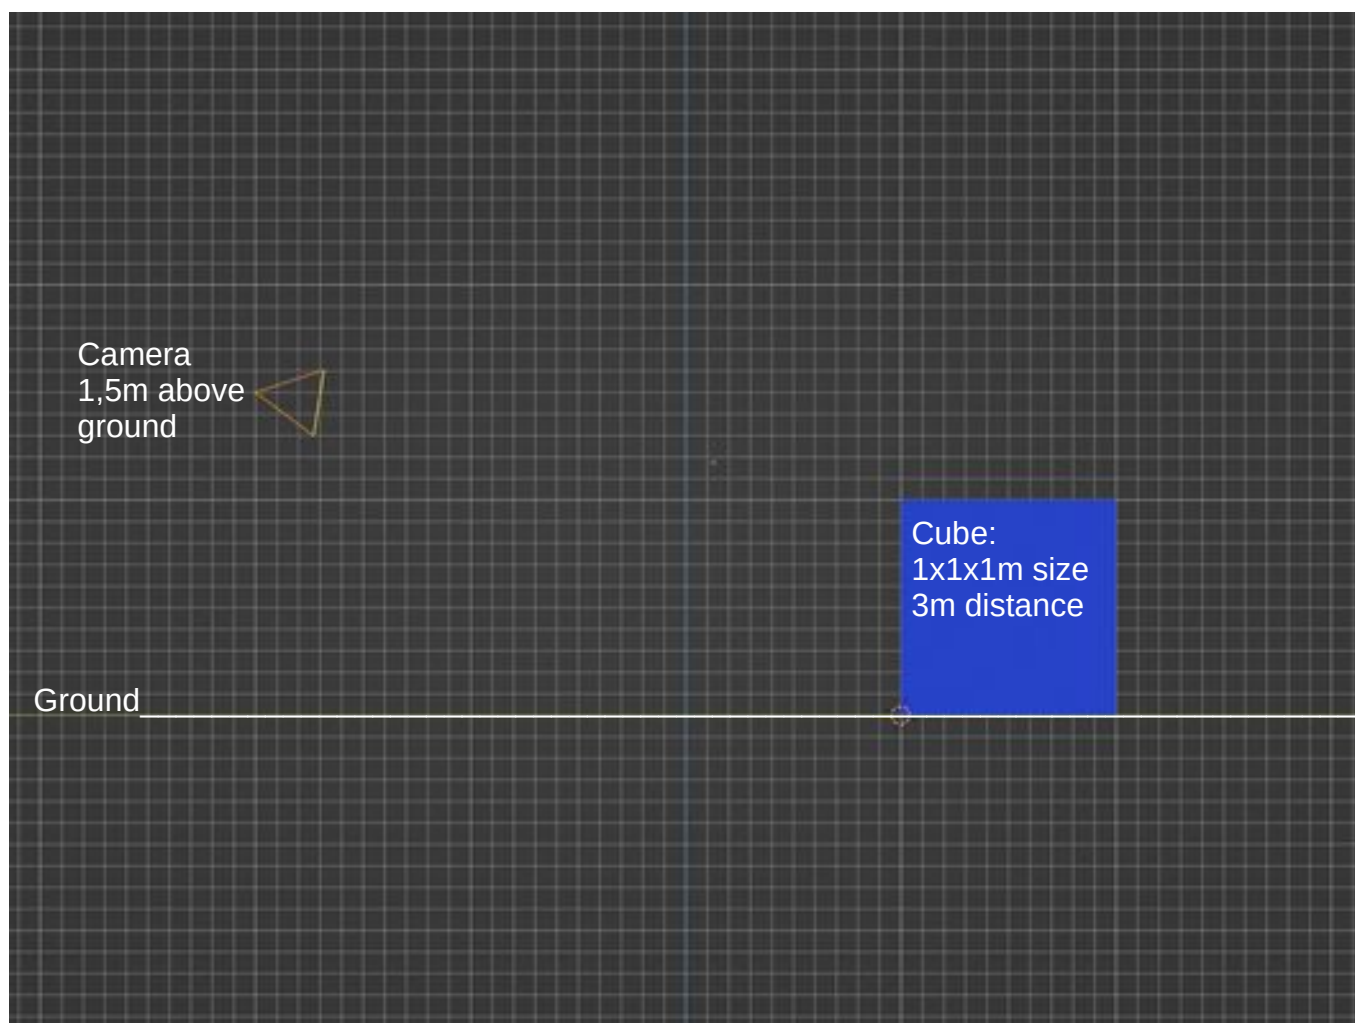 Camera
1,5m above
ground
Cube:
1x1x1m size
3m distance
Ground